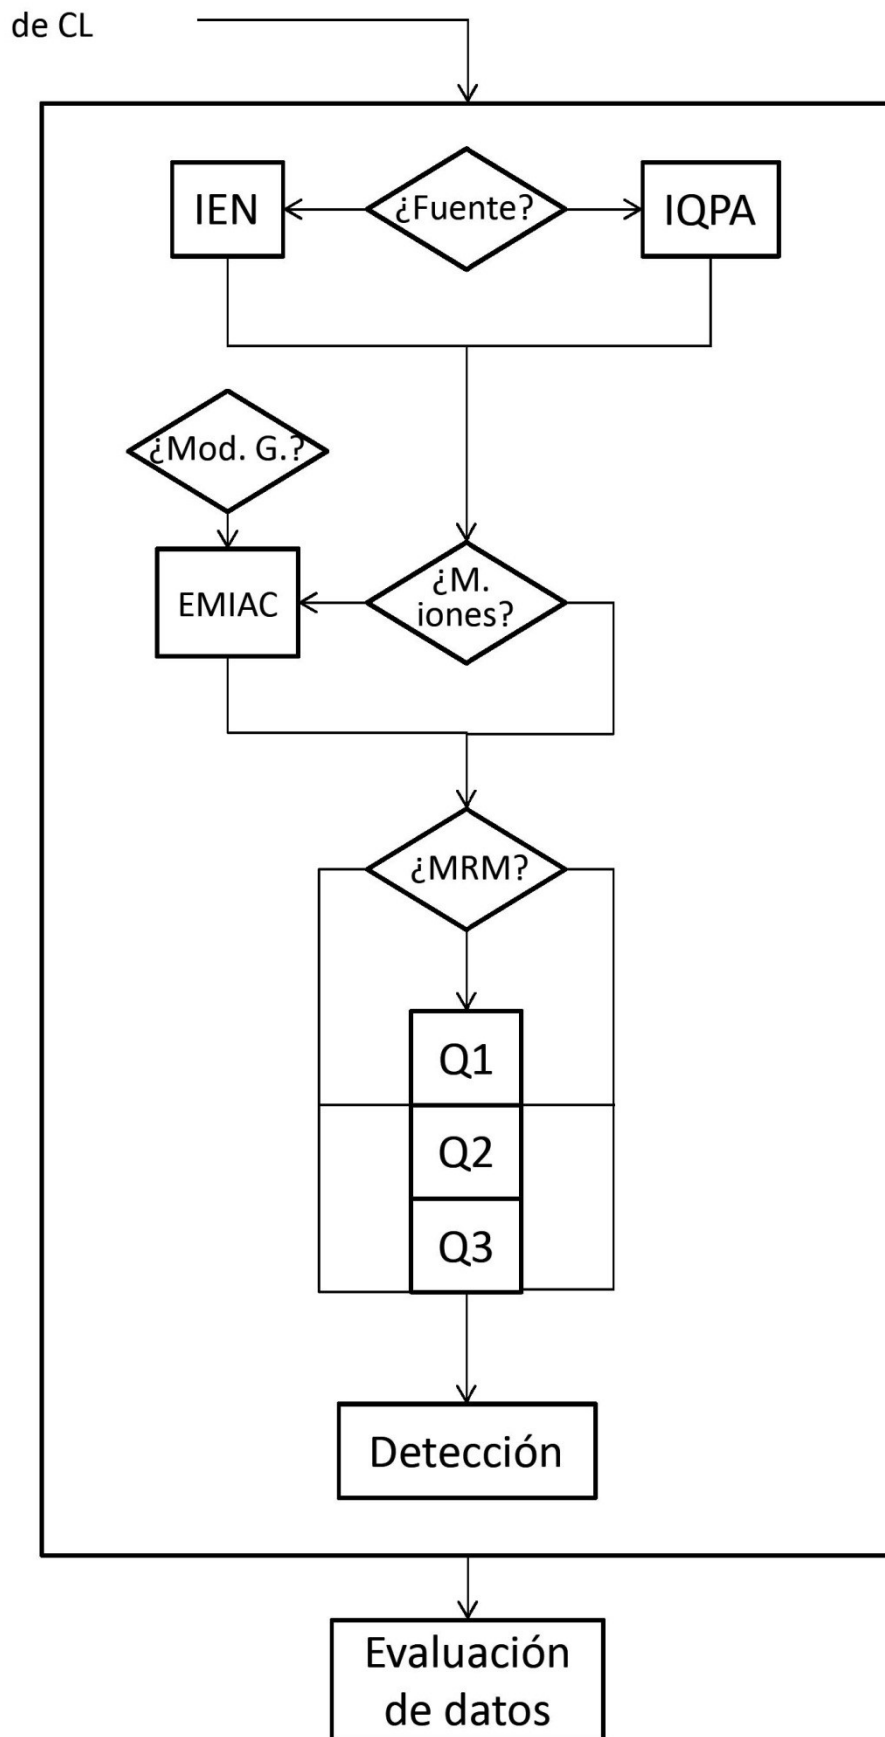 de CL
IEN
¿Fuente?
IQPA
¿Mod. G.?
EMIAC
¿M.
iones?
¿MRM?
Q1
Q2
Q3
Detección
Evaluación
de datos